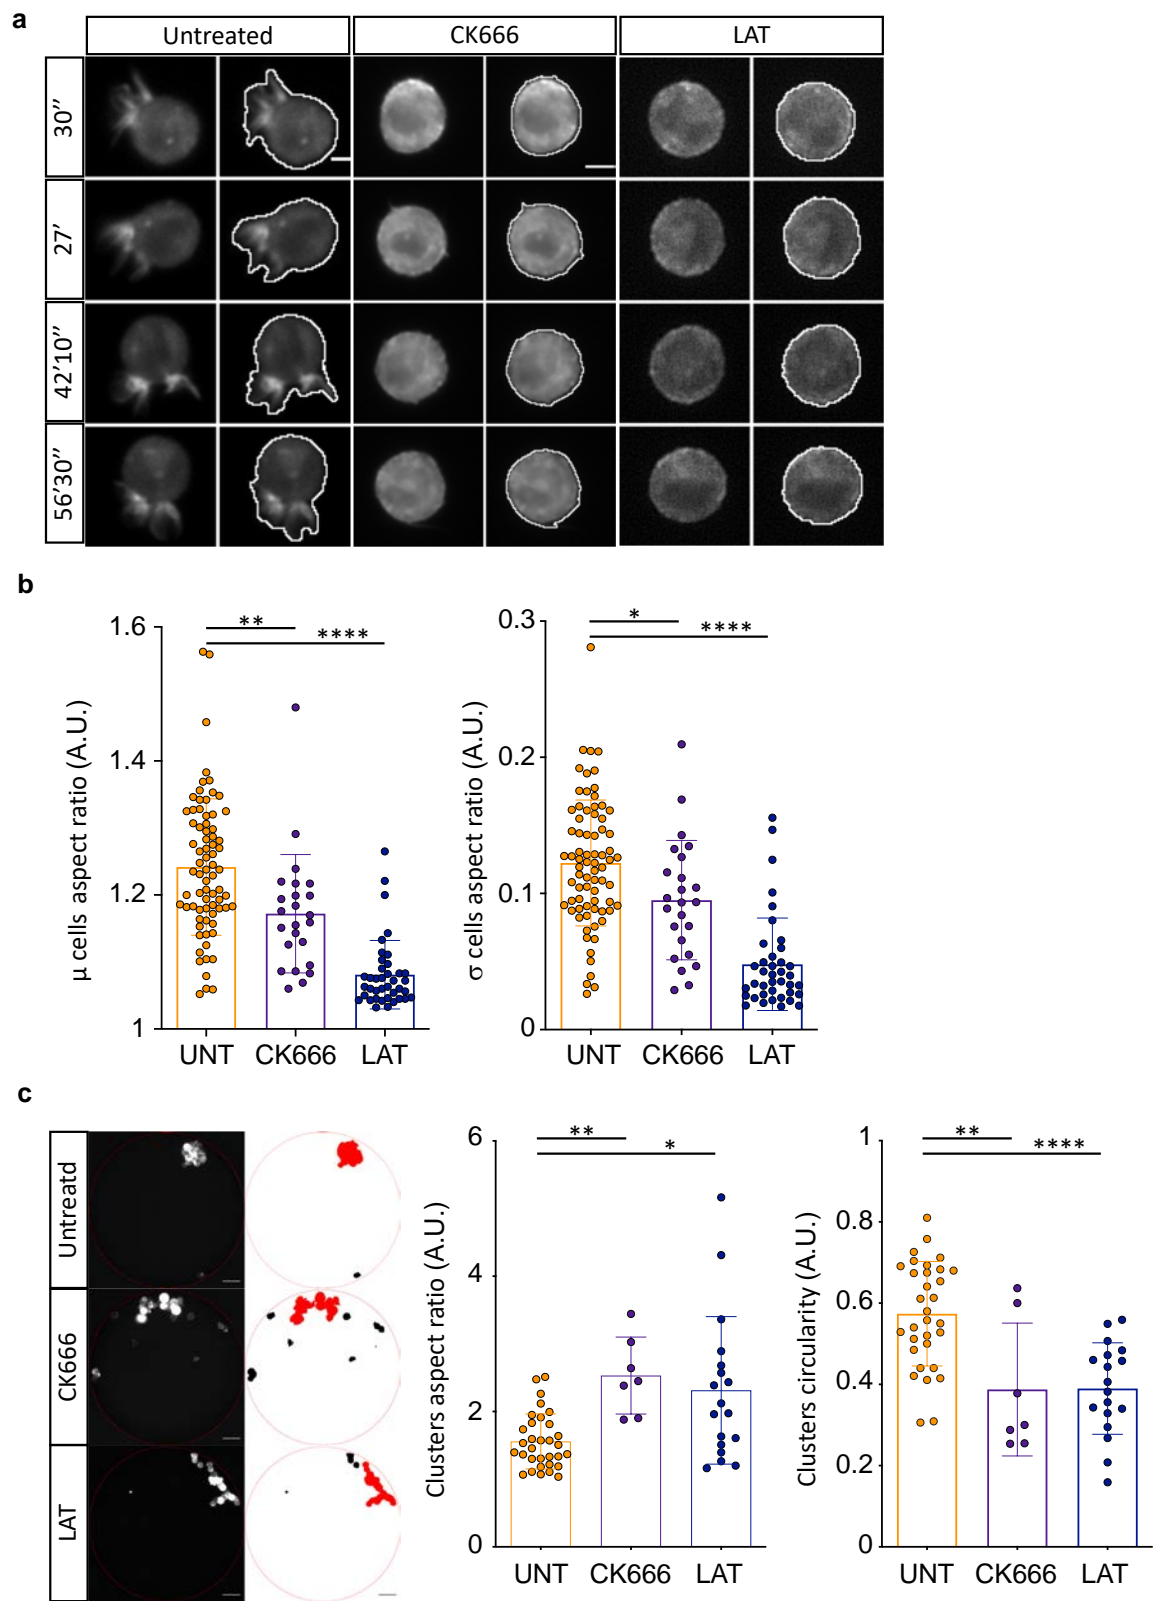 a
Untreated CK666 LAT
30’’
27’
42’10’’
56’30’’
b
μ cells aspect ratio (A.U.)
1.6
1.4
1.2
1
** ****
UNT CK666 LAT
σ cells aspect ratio (A.U.)
0.3
0.2
0.1
0
* ****
UNT CK666 LAT
c
Untreatd
CK666
LAT
Clusters aspect ratio (A.U.)
6
4
2
0
** *
UNT CK666 LAT
Clusters circularity (A.U.)
1
0.8
0.6
0.4
0.2
0
** ****
UNT CK666 LAT